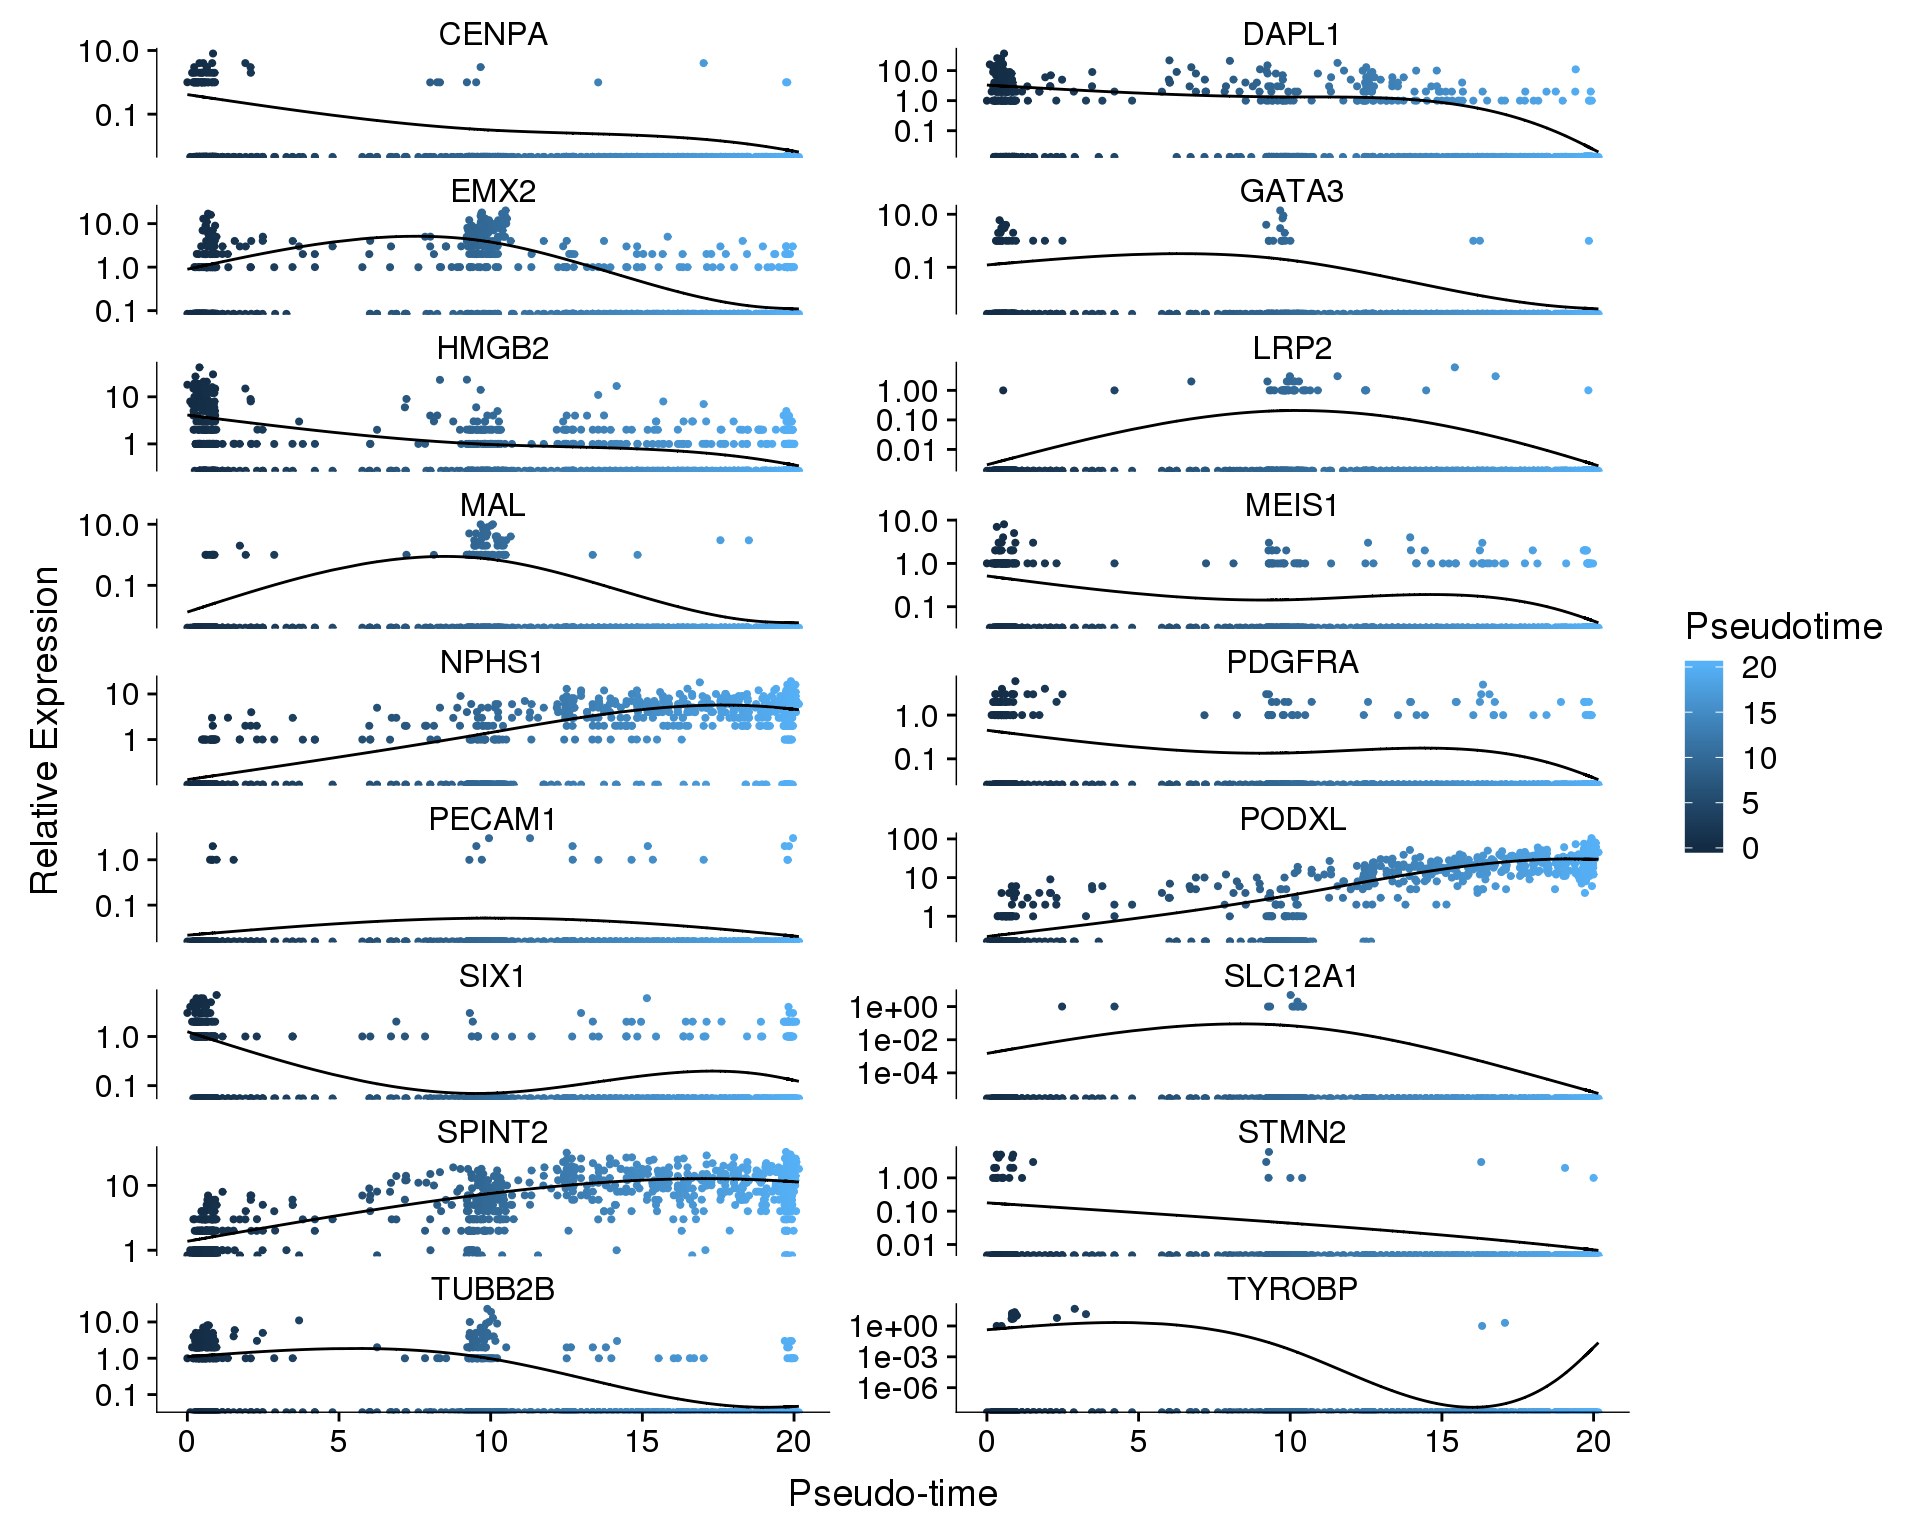 CENPA
10.0
0.1
DAPL1
10.0
1.0
0.1
EMX2
10.0
1.0
0.1
GATA3
10.0
0.1
HMGB2
10
1
LRP2
1.00
0.10
0.01
MAL
10.0
0.1
MEIS1
10.0
1.0
0.1
NPHS1
10
1
PDGFRA
1.0
0.1
PECAM1
1.0
0.1
PODXL
100
10
1
SIX1
1.0
0.1
SLC12A1
1e+00
1e-02
1e-04
SPINT2
10
1
STMN2
1.00
0.10
0.01
TUBB2B
10.0
1.0
0.1
TYROBP
1e+00
1e-03
1e-06
0 5 10 15 20
0 5 10 15 20
Pseudo-time
Relative Expression
Pseudotime
20
15
10
5
0